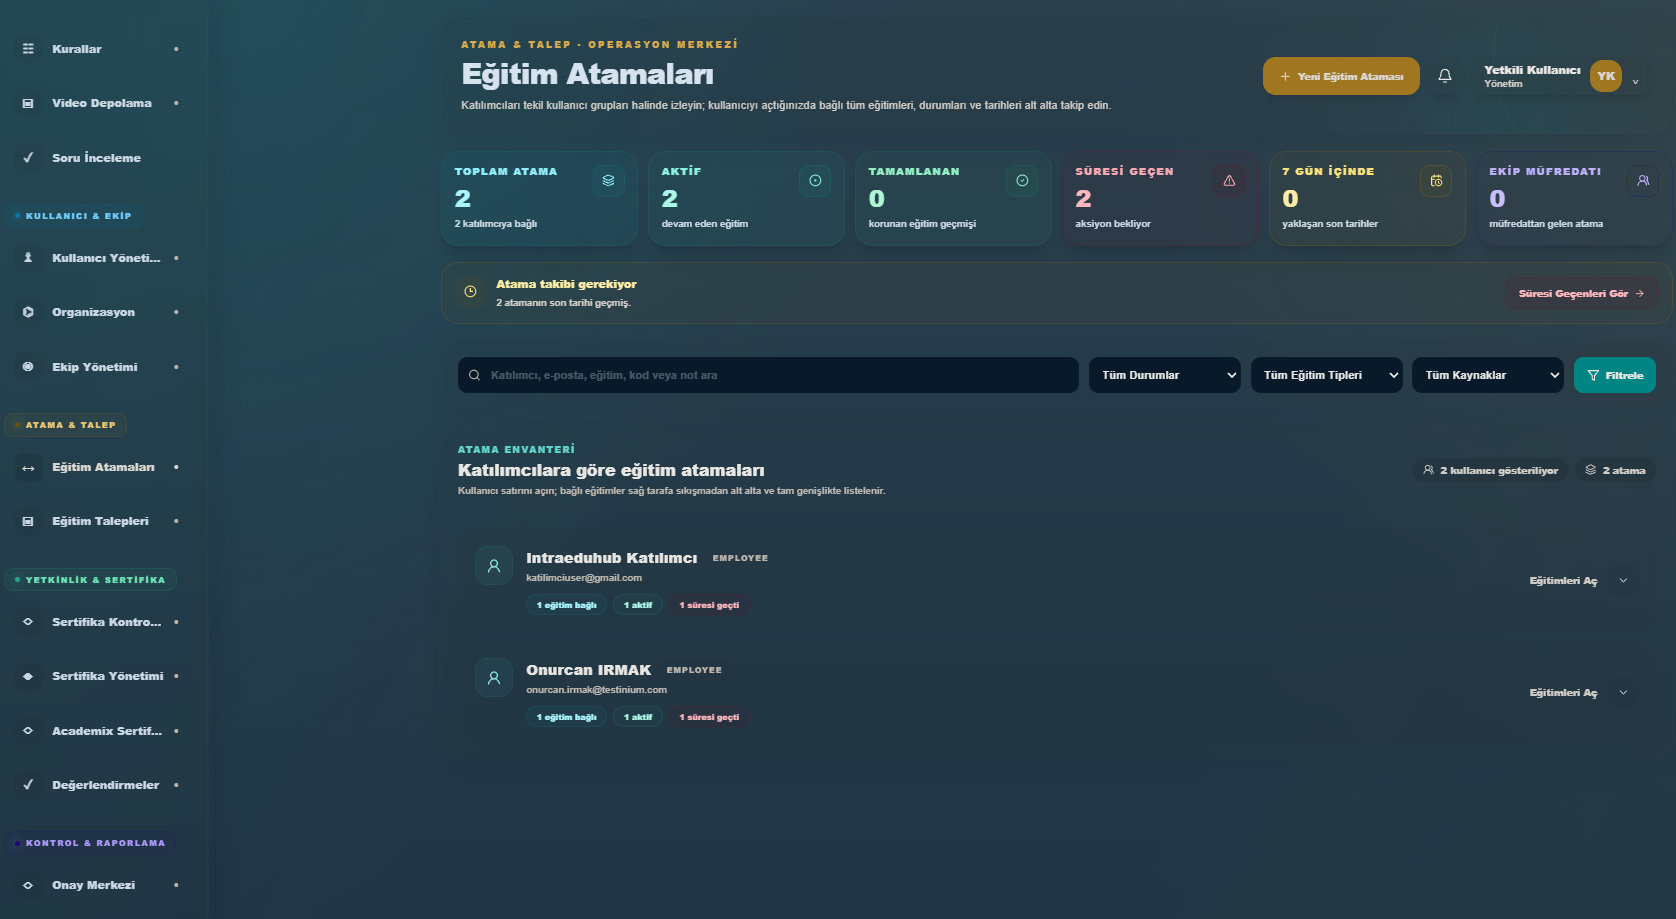 Kurallar
Video Depolama
Soru İnceleme
KULLANICI & EKİP
Kullanıcı Yöneti...
Organizasyon
Ekip Yönetimi
ATAMA & TALEP
Eğitim Atamaları
Eğitim Talepleri
YETKİNLİK & SERTİFİKA
Sertifika Kontro...
Sertifika Yönetimi
Academix Sertif...
Değerlendirmeler
KONTROL & RAPORLAMA
Onay Merkezi
ATAMA & TALEP · OPERASYON MERKEZİ
Eğitim Atamaları
Katılımcıları tekil kullanıcı grupları halinde izleyin; kullanıcıyı açtığınızda bağlı tüm eğitimleri, durumları ve tarihleri alt alta takip edin.
+ Yeni Eğitim Ataması
Yetkili Kullanıcı
Yönetim
YK
TOPLAM ATAMA
2
2 katılımcıya bağlı
AKTİF
2
devam eden eğitim
TAMAMLANAN
0
korunan eğitim geçmişi
SÜRESİ GEÇEN
2
aksiyon bekliyor
7 GÜN İÇİNDE
0
yaklaşan son tarihler
EKİP MÜFREDATI
0
müfredattan gelen atama
Atama takibi gerekiyor
2 atamanın son tarihi geçmiş.
Süresi Geçenleri Gör →
Katılımcı, e-posta, eğitim, kod veya not ara
Tüm Durumlar
Tüm Eğitim Tipleri
Tüm Kaynaklar
Filtrele
ATAMA ENVANTERİ
Katılımcılara göre eğitim atamaları
Kullanıcı satırını açın; bağlı eğitimler sağ tarafa sıkışmadan alt alta ve tam genişlikte listelenir.
2 kullanıcı gösteriliyor
2 atama
Intraeduhub Katılımcı EMPLOYEE
katilimciuser@gmail.com
1 eğitim bağlı 1 aktif 1 süresi geçti
Eğitimleri Aç
Onurcan IRMAK EMPLOYEE
onurcan.irmak@testinium.com
1 eğitim bağlı 1 aktif 1 süresi geçti
Eğitimleri Aç